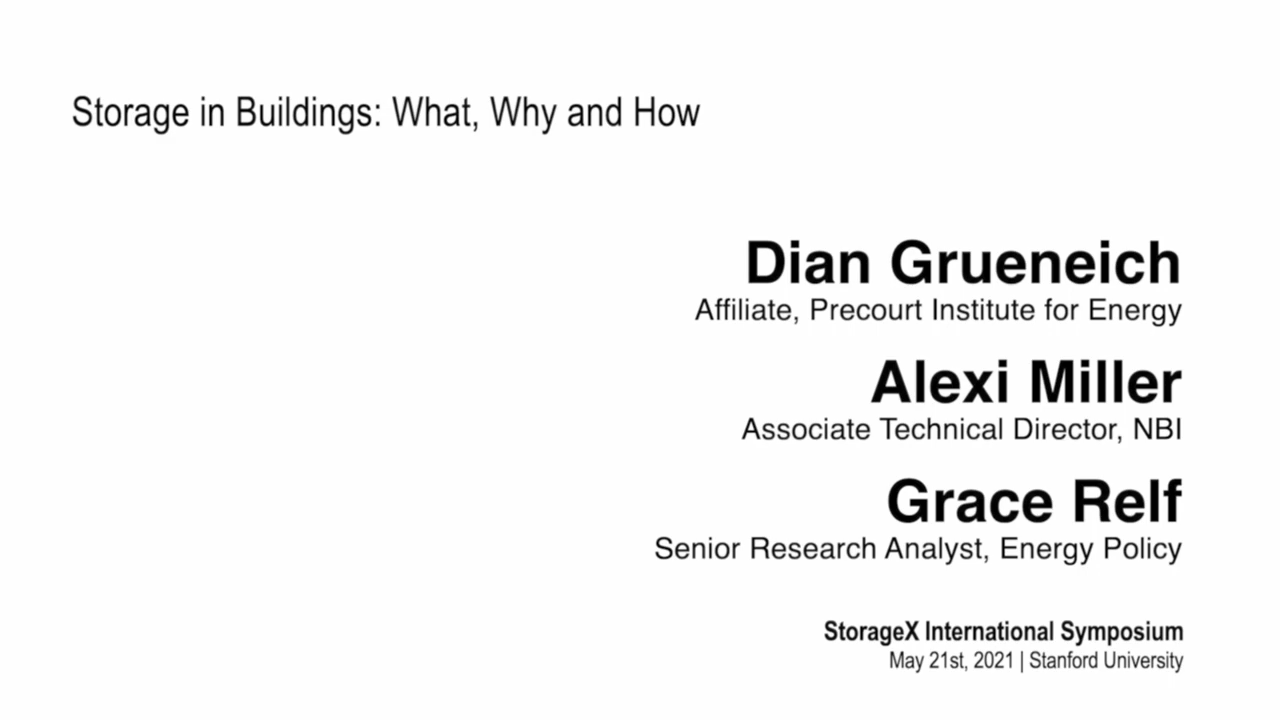 Storage in Buildings: What, Why and How
Dian Grueneich
Affiliate, Precourt Institute for Energy
Alexi Miller
Associate Technical Director, NBI
Grace Relf
Senior Research Analyst, Energy Policy
StorageX International Symposium
May 21st, 2021 | Stanford University